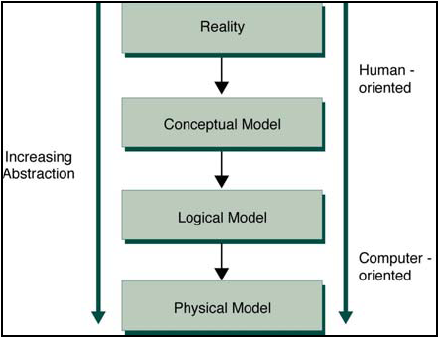 Reality
Human -
oriented
Conceptual Model
Increasing
Abstraction
Logical Model
Computer -
oriented
Physical Model